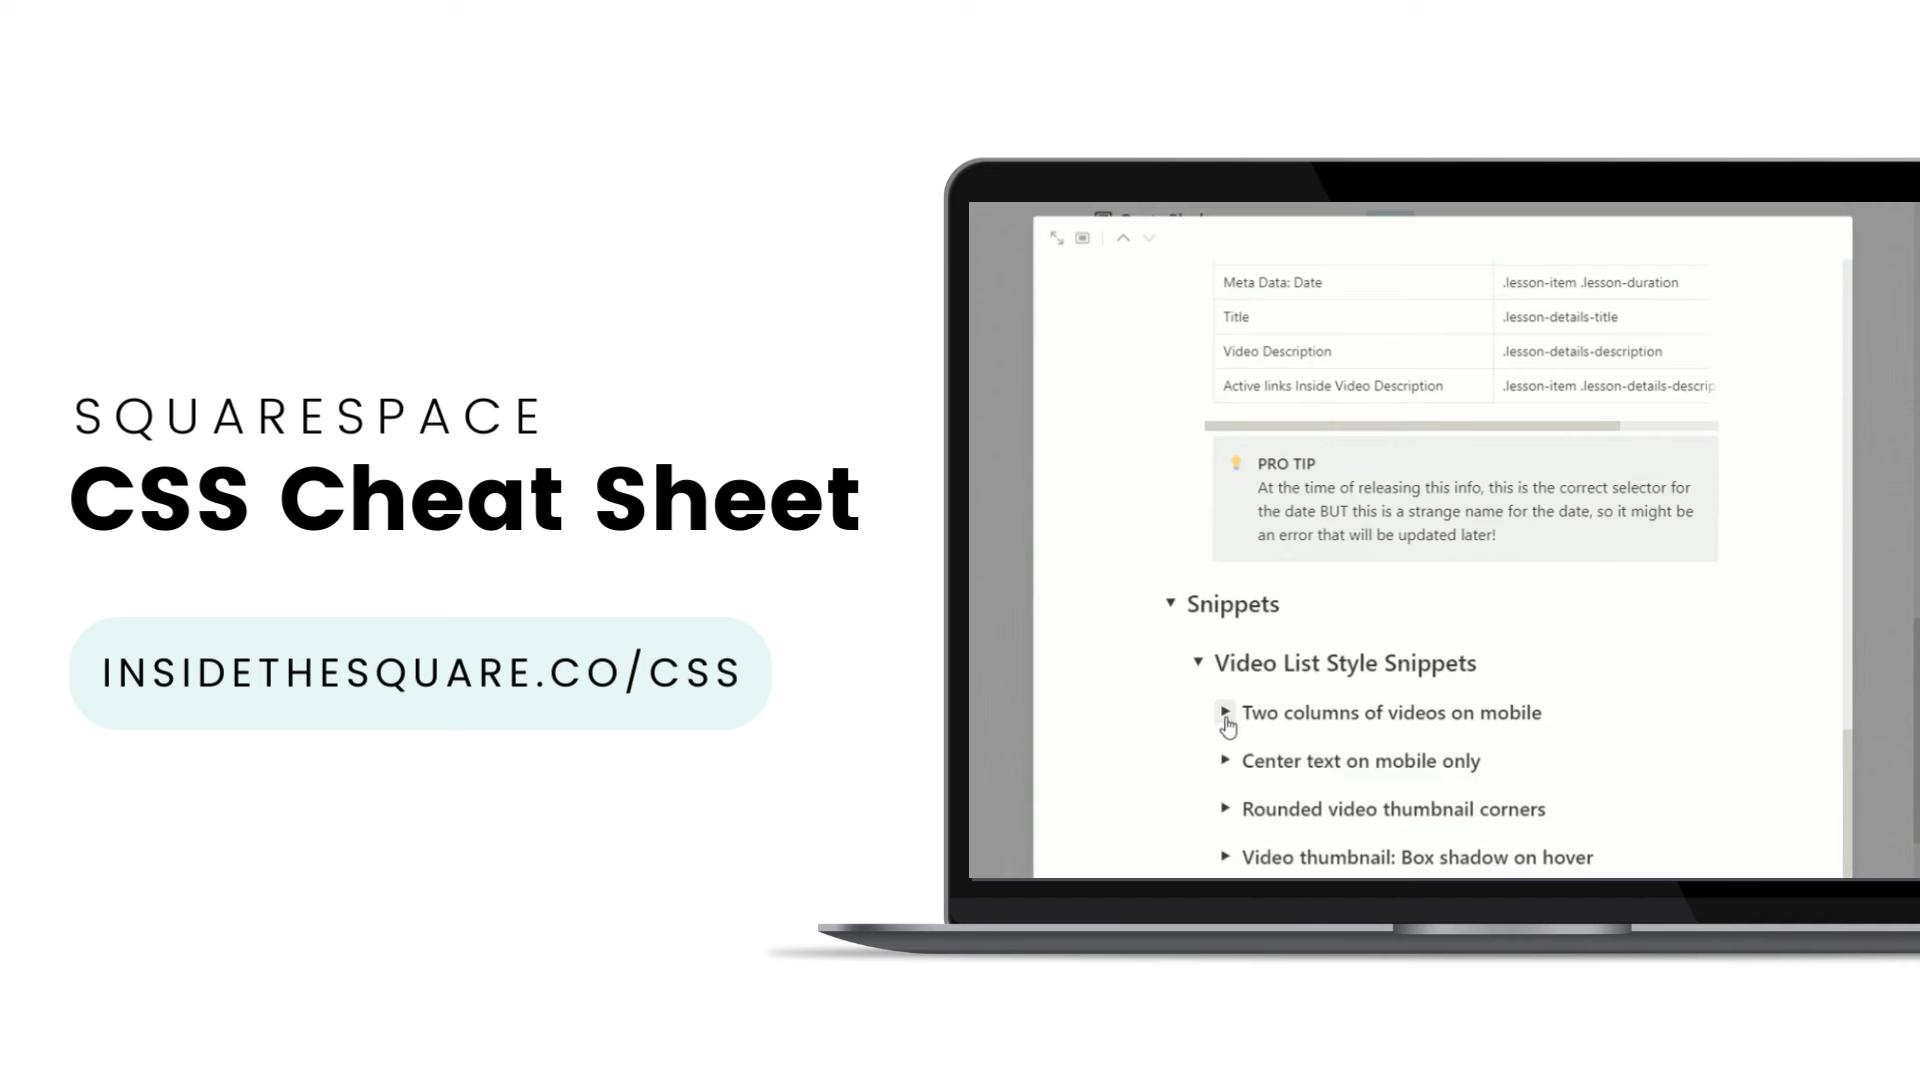 SQUARESPACE
CSS Cheat Sheet
INSIDETHESQUARE.CO/CSS
Meta Data: Date .lesson-item .lesson-duration
Title .lesson-details-title
Video Description .lesson-details-description
Active links Inside Video Description .lesson-item .lesson-details-descrip
PRO TIP
At the time of releasing this info, this is the correct selector for
the date BUT this is a strange name for the date, so it might be
an error that will be updated later!
Snippets
Video List Style Snippets
Two columns of videos on mobile
Center text on mobile only
Rounded video thumbnail corners
Video thumbnail: Box shadow on hover